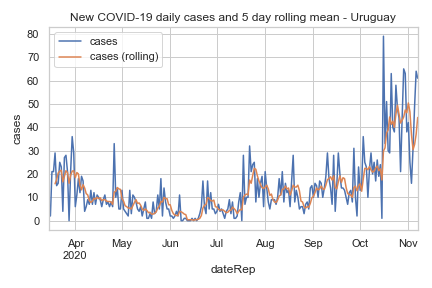 New COVID-19 daily cases and 5 day rolling mean - Uruguay
80
70
60
50
40
30
20
10
0
cases
cases
cases (rolling)
Apr
2020
May
Jun
Jul
Aug
Sep
Oct
Nov
dateRep